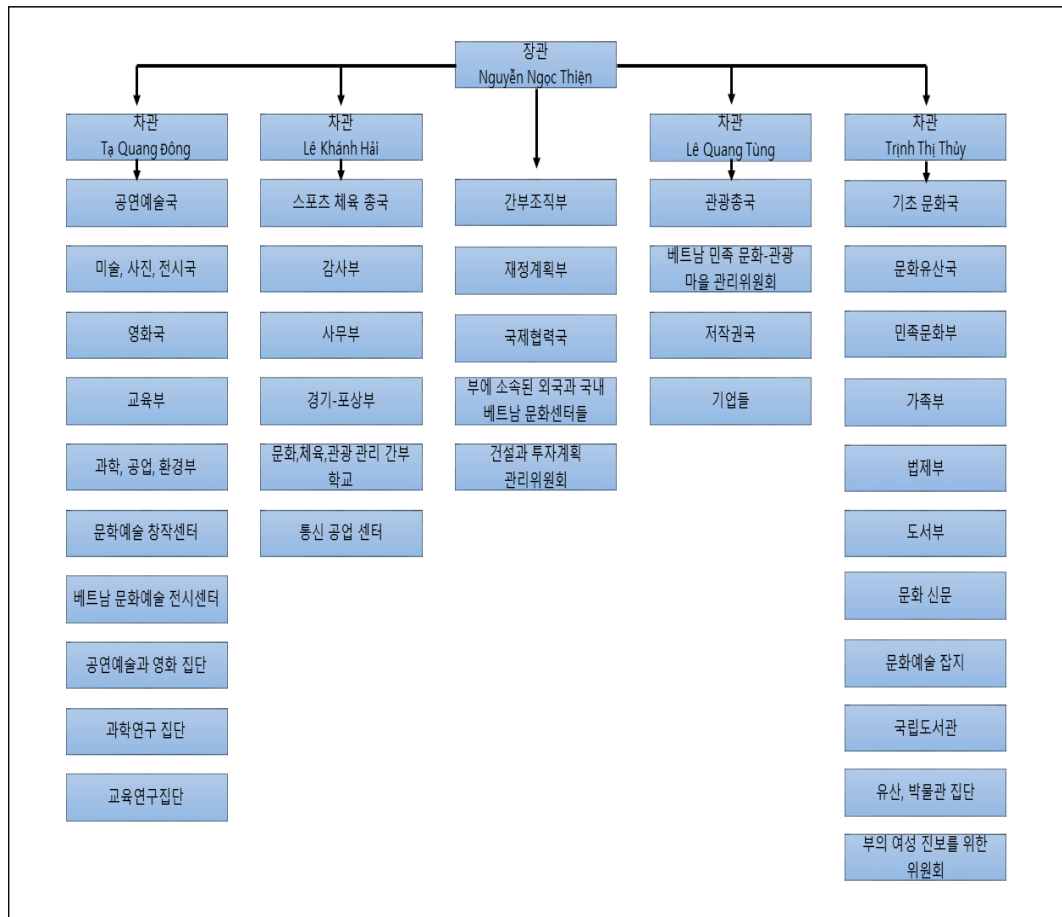 장관
Nguyễn Ngọc Thiện
차관
Tạ Quang Đông
공연예술국
미술, 사진, 전시국
영화국
교육부
과학, 공업, 환경부
문학예술 창작센터
베트남 문화예술 전시센터
공연예술과 영화 집단
과학연구 집단
교육연구집단
차관
Lê Khánh Hải
스포츠 체육 총국
감사부
사무부
경기-포상부
문화,체육,관광 관리 간부
학교
통신 공업 센터
간부조직부
재정계획부
국제협력국
부에 소속된 외국과 국내
베트남 문화센터들
건설과 투자계획
관리위원회
차관
Lê Quang Tùng
관광총국
베트남 민족 문화-관광
마을 관리위원회
저작권국
기업들
차관
Trịnh Thị Thủy
기초 문화국
문화유산국
민족문화부
가족부
법제부
도서부
문화 신문
문화예술 잡지
국립도서관
유산, 박물관 집단
부의 여성 진보를 위한
위원회